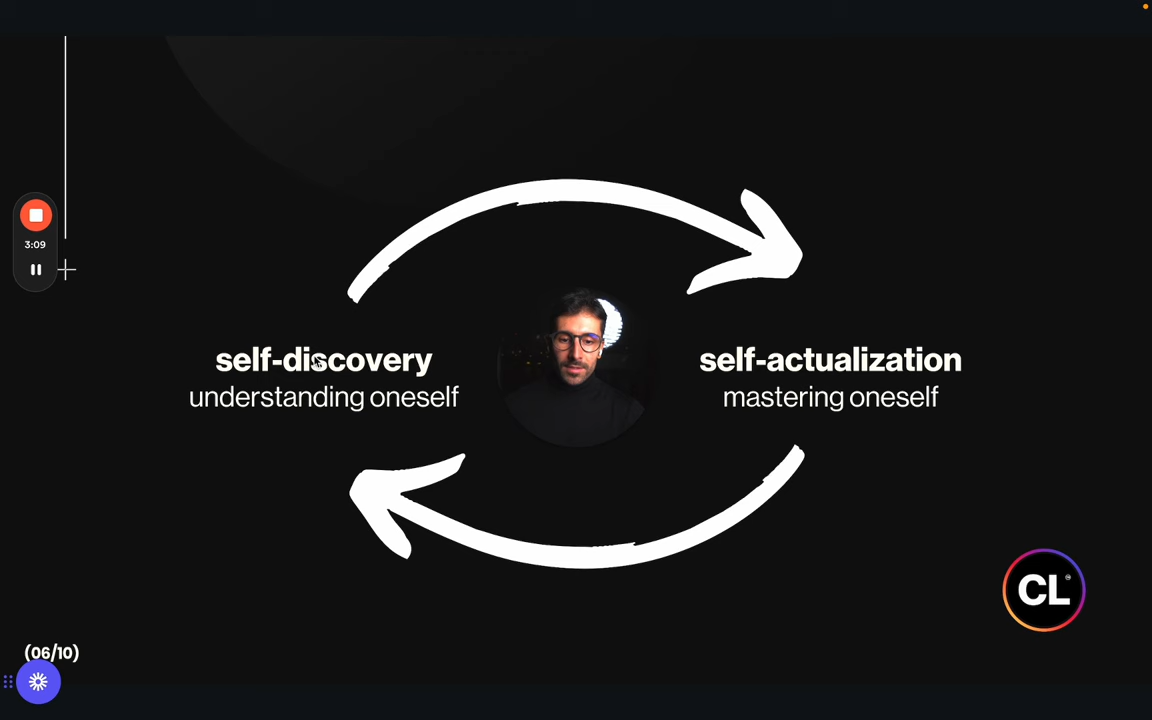 3:09
self-discovery
understanding oneself
self-actualization
mastering oneself
CL
(06/10)